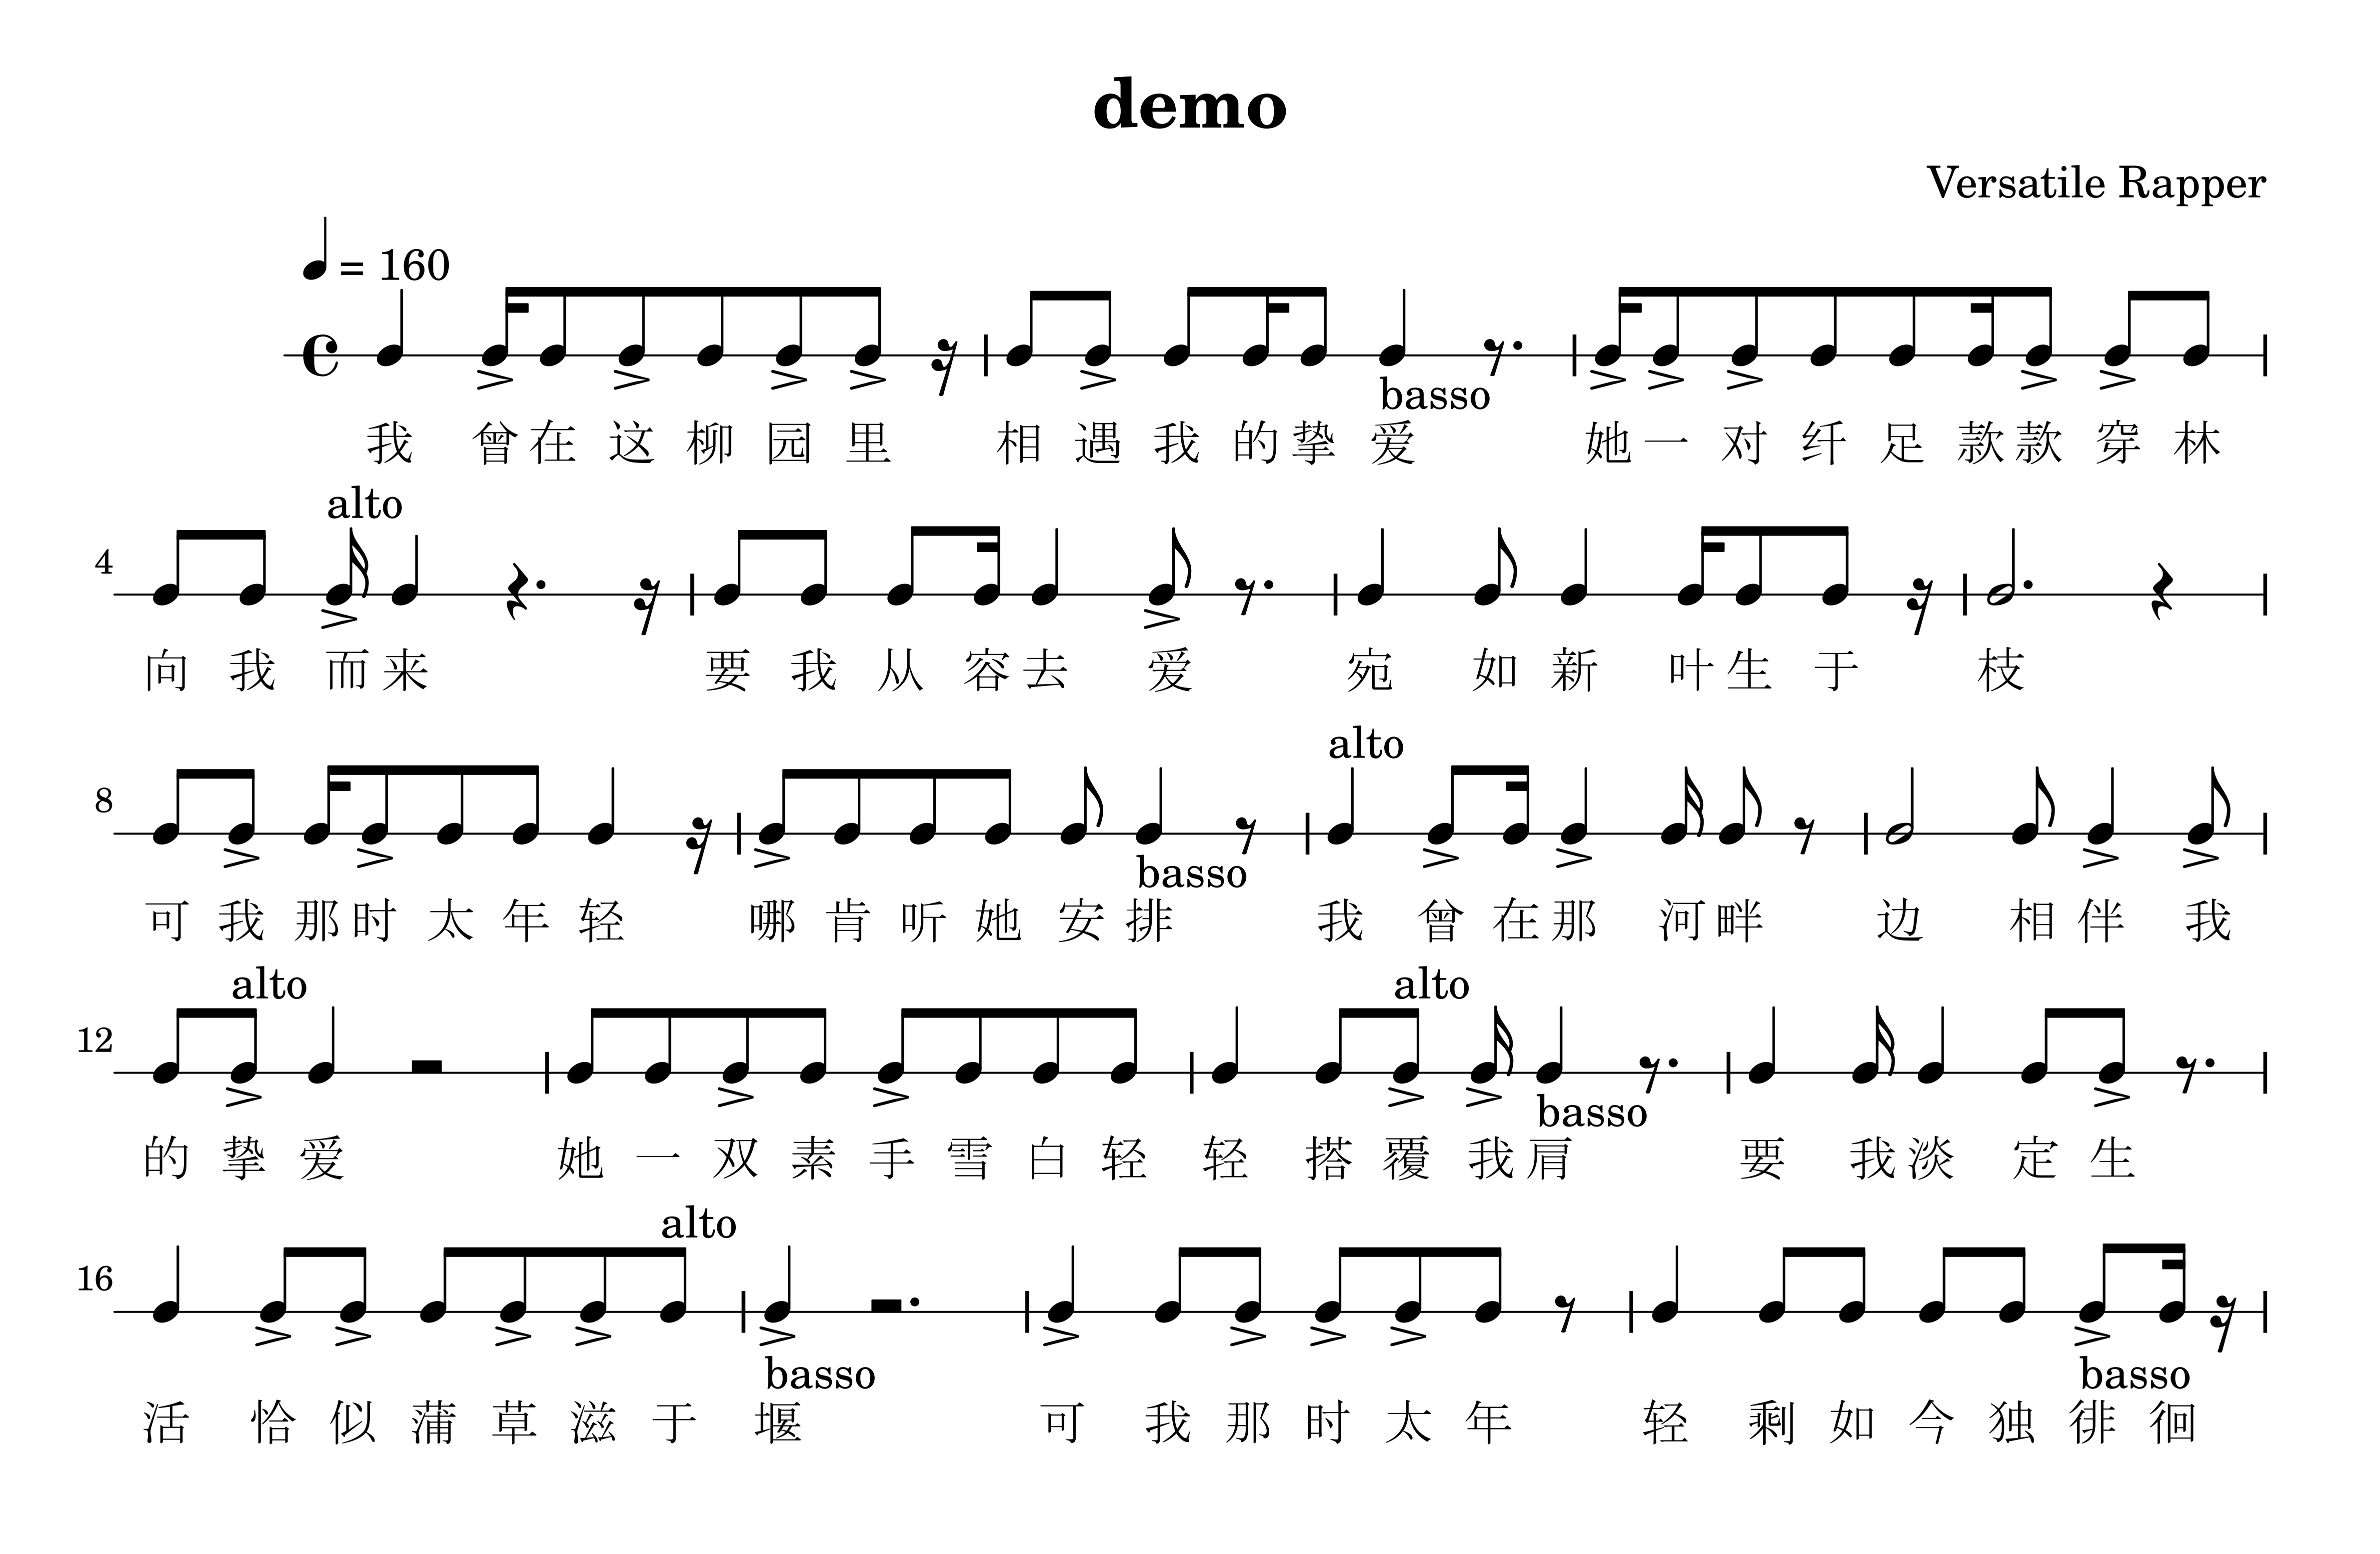 demo
Versatile Rapper
= 160
basso
我 曾 在 这 柳 园 里 相 遇 我 的 挚 爱 她 一 对 纤 足 款 款 穿 林
alto
4
向 我 而 来 要 我 从 容 去 爱 宛 如 新 叶 生 于 枝
alto
8
basso
可 我 那 时 太 年 轻 哪 肯 听 她 安 排 我 曾 在 那 河 畔 边 相 伴 我
alto alto
12
basso
的 挚 爱 她 一 双 素 手 雪 白 轻 轻 搭 覆 我 肩 要 我 淡 定 生
alto
16
basso basso
活 恰 似 蒲 草 滋 于 堰 可 我 那 时 太 年 轻 剩 如 今 独 徘 徊